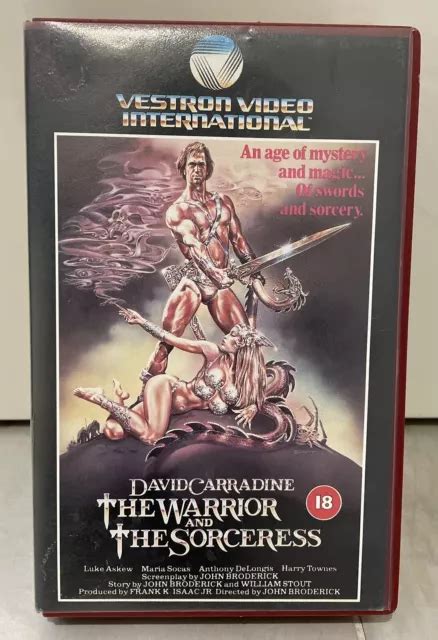 VESTRON VIDEO
INTERNATIONAL™
An age of mystery
and magic...
Of swords
and sorcery.
DAVID CARRADINE
THE WARRIOR
AND
THE SORCERESS
18
Luke Askew Maria Socas Anthony DeLongis Harry Townes
Screenplay by JOHN BRODERICK
Story by JOHN BRODERICK and WILLIAM STOUT
Produced by FRANK K. ISAAC JR. Directed by JOHN BRODERICK